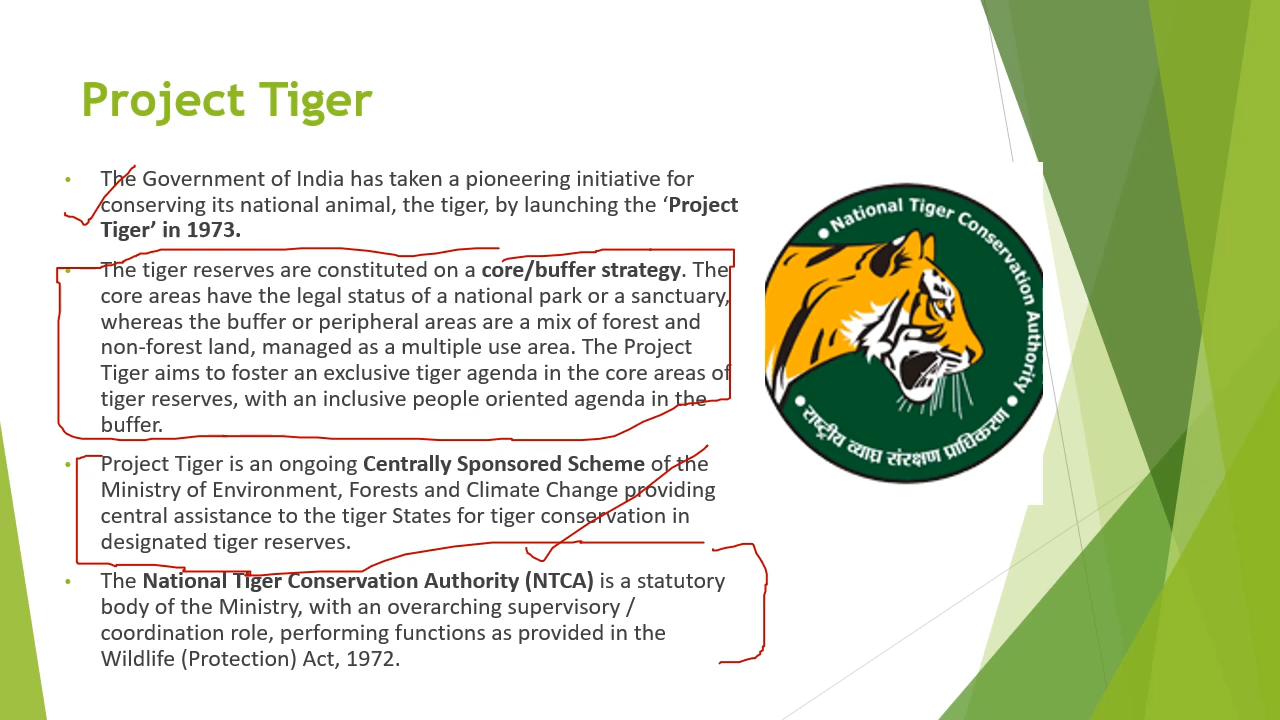 Project Tiger
• The Government of India has taken a pioneering initiative for
conserving its national animal, the tiger, by launching the ‘Project
Tiger’ in 1973.
• The tiger reserves are constituted on a core/buffer strategy. The
core areas have the legal status of a national park or a sanctuary,
whereas the buffer or peripheral areas are a mix of forest and
non-forest land, managed as a multiple use area. The Project
Tiger aims to foster an exclusive tiger agenda in the core areas of
tiger reserves, with an inclusive people oriented agenda in the
buffer.
• Project Tiger is an ongoing Centrally Sponsored Scheme of the
Ministry of Environment, Forests and Climate Change providing
central assistance to the tiger States for tiger conservation in
designated tiger reserves.
• The National Tiger Conservation Authority (NTCA) is a statutory
body of the Ministry, with an overarching supervisory /
coordination role, performing functions as provided in the
Wildlife (Protection) Act, 1972.
National Tiger Conservation Authority
राष्ट्रीय व्याघ्र संरक्षण प्राधिकरण